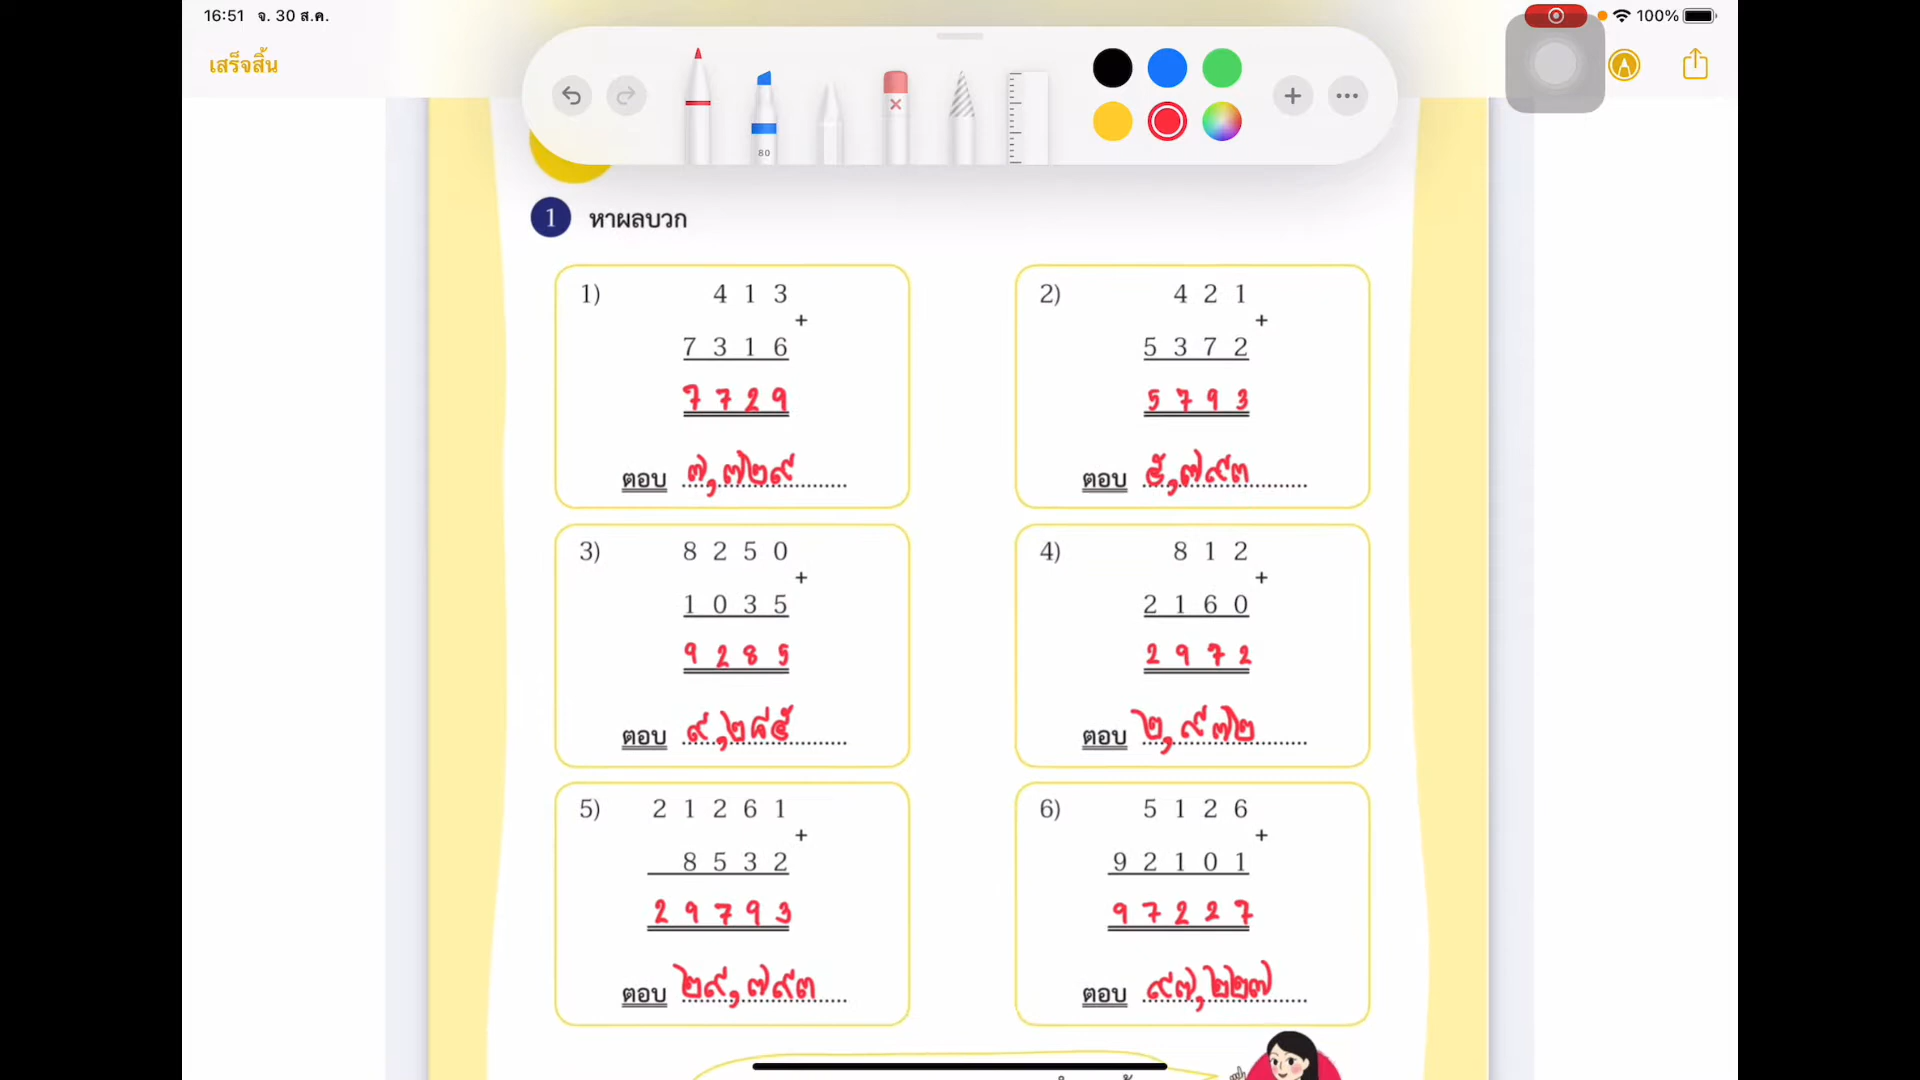 16:51 จ. 30 ส.ค.
100%
เสร็จสิ้น
80
1 หาผลบวก
1) 4 1 3
+
7 3 1 6
7 7 2 9
ตอบ ๗,๗๒๙
2) 4 2 1
+
5 3 7 2
5 7 9 3
ตอบ ๕,๗๙๓
3) 8 2 5 0
+
1 0 3 5
9 2 8 5
ตอบ ๙,๒๘๕
4) 8 1 2
+
2 1 6 0
2 9 7 2
ตอบ ๒,๙๗๒
5) 2 1 2 6 1
+
8 5 3 2
2 9 7 9 3
ตอบ ๒๙,๗๙๓
6) 5 1 2 6
+
9 2 1 0 1
9 7 2 2 7
ตอบ ๙๗,๒๒๗